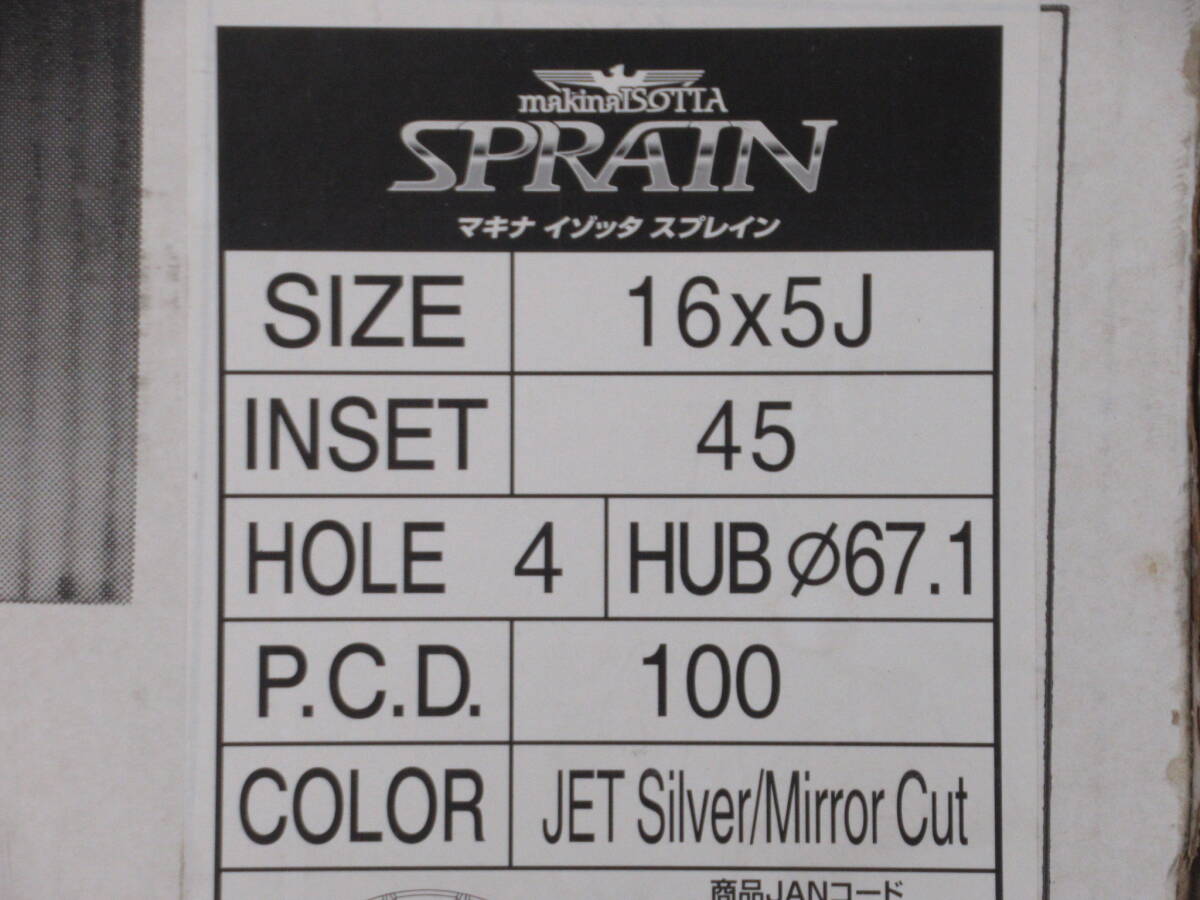 makinaISOTTA
SPRAIN
マキナ イゾッタ スプレイン
SIZE 16x5J
INSET 45
HOLE 4 HUB Ø67.1
P.C.D. 100
COLOR JET Silver/Mirror Cut
商品JANコード